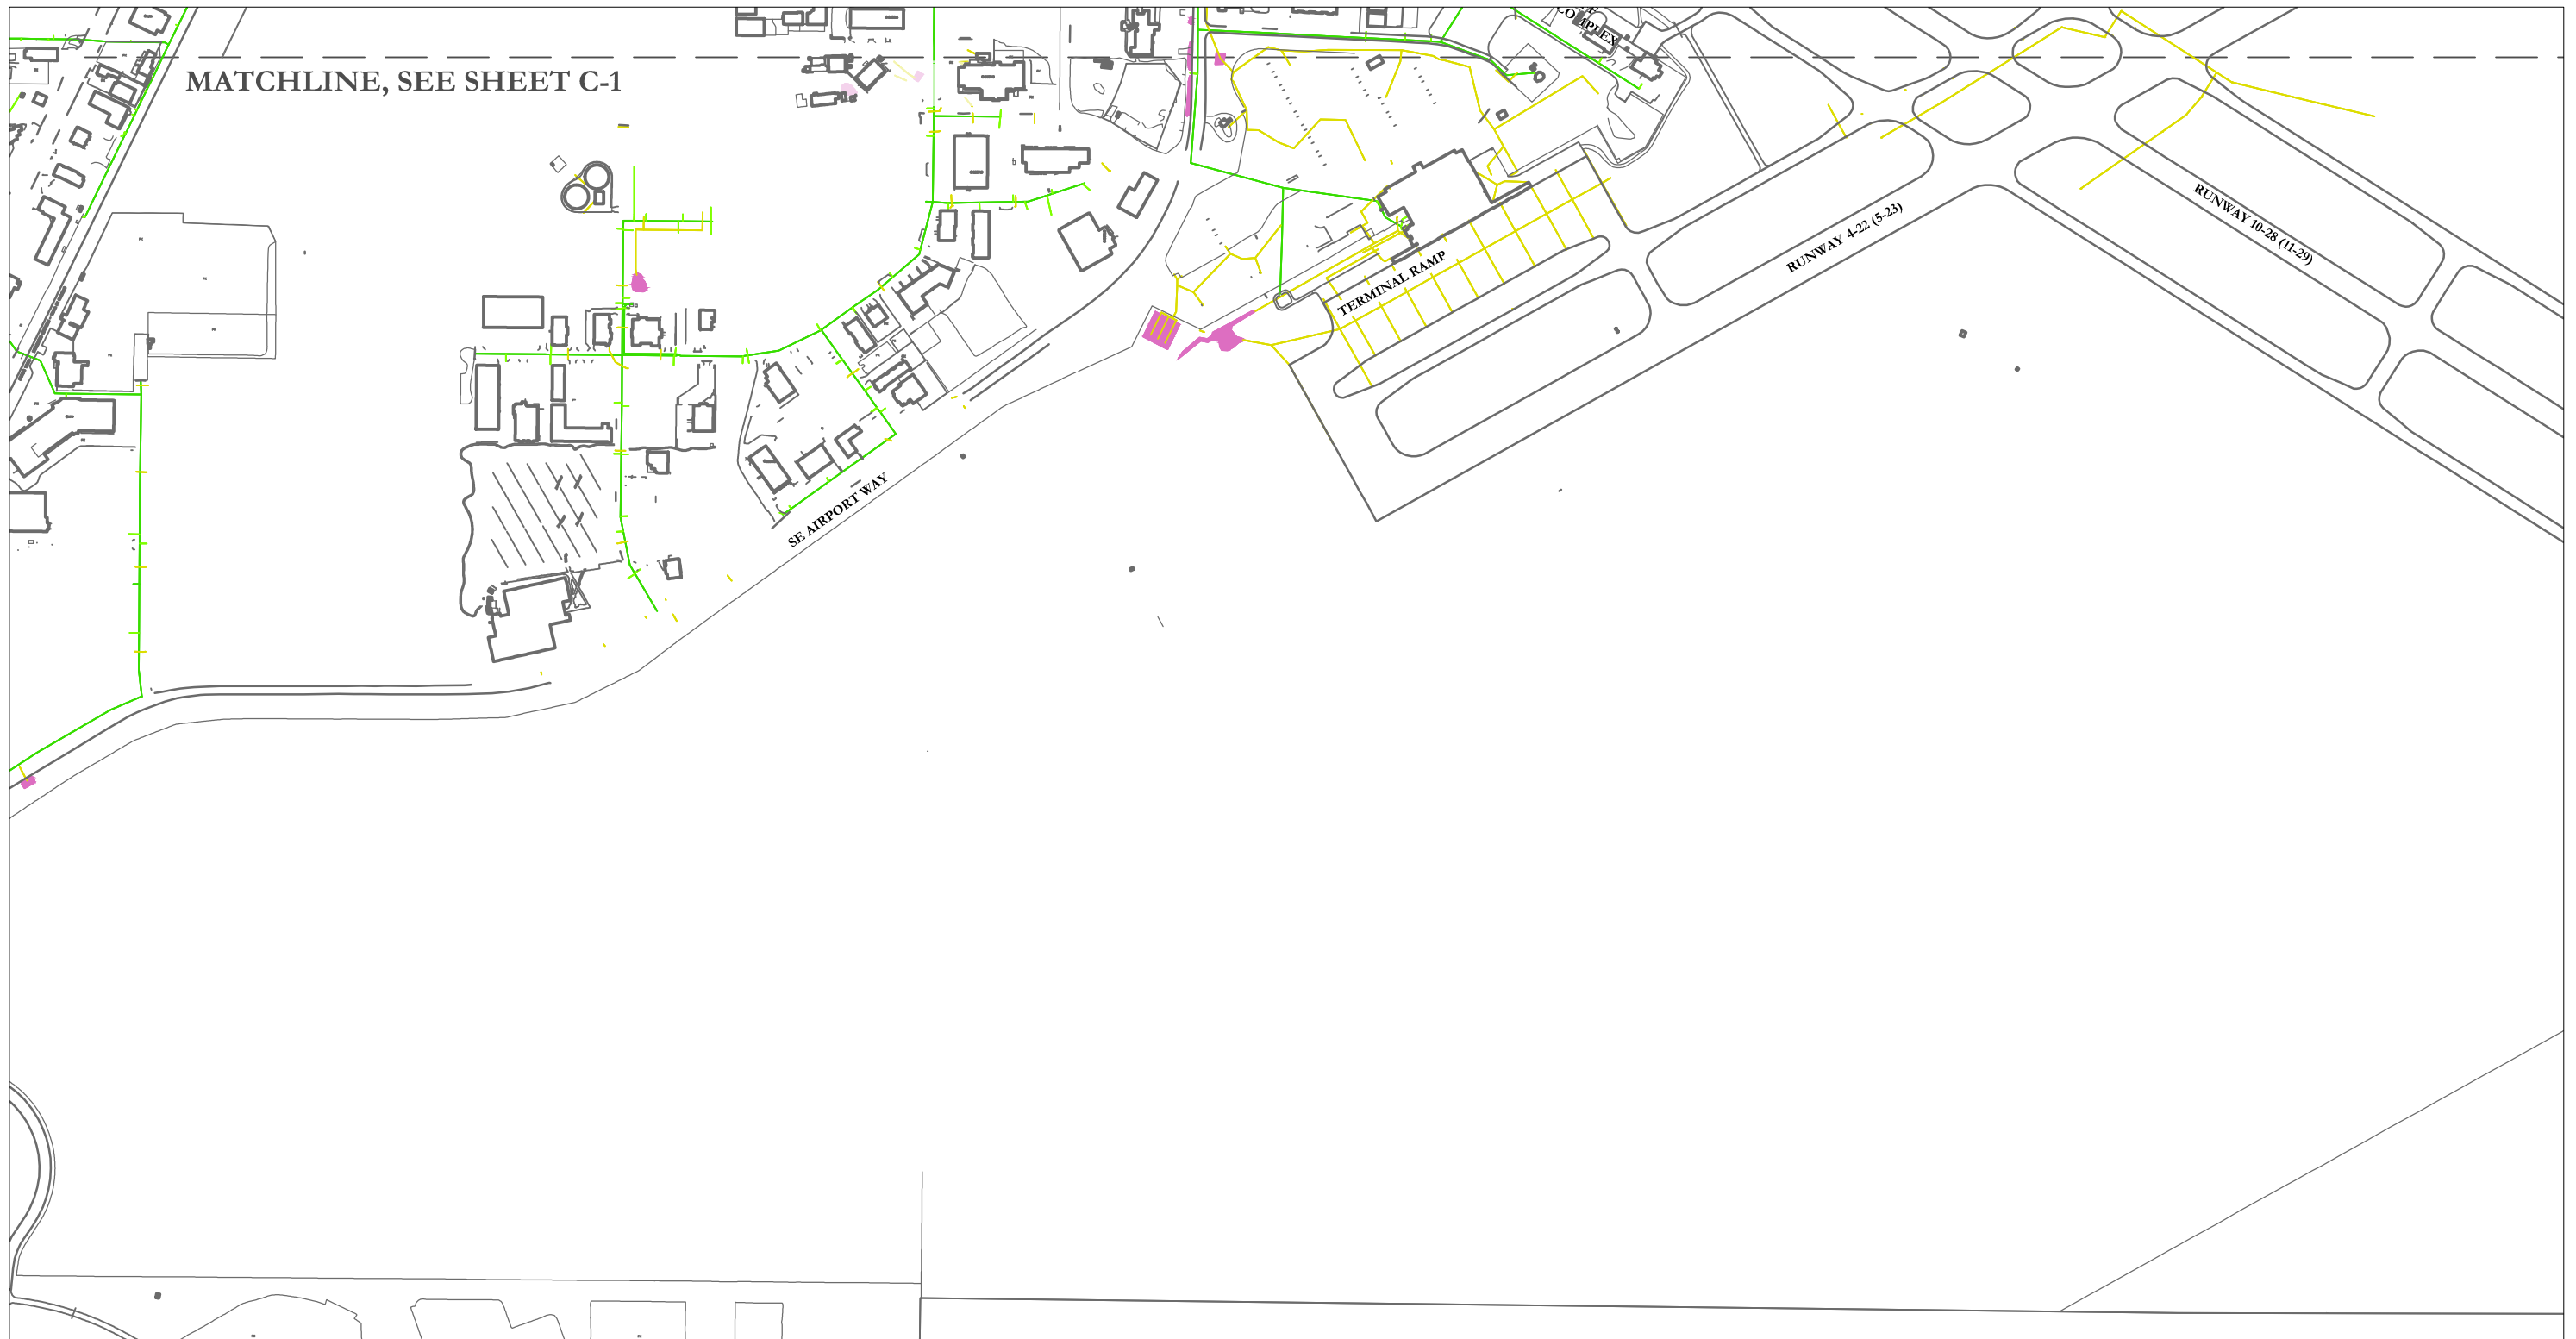 COMPLEX
MATCHLINE, SEE SHEET C-1
RUNWAY 10-28 (11-29)
RUNWAY 4-22 (5-23)
TERMINAL RAMP
SE AIRPORT WAY